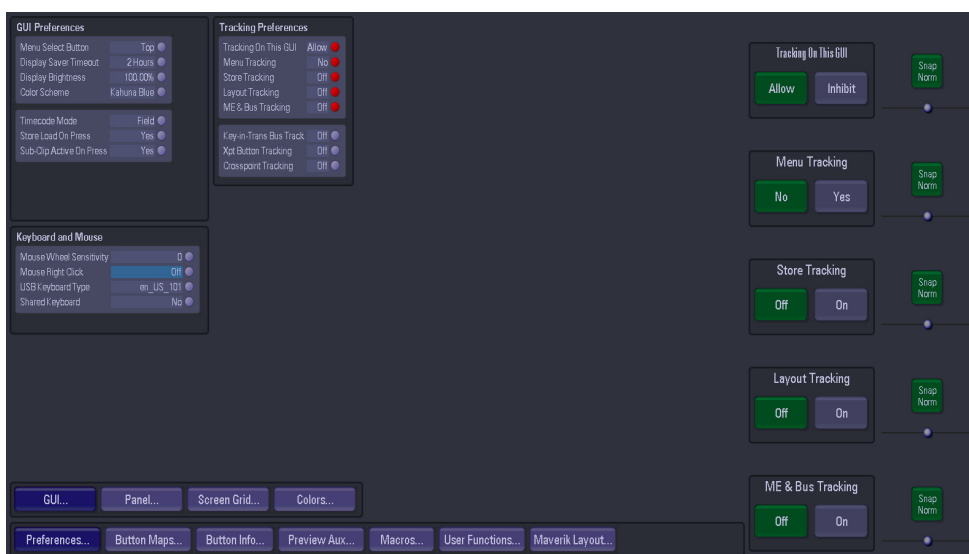 GUI Preferences
Menu Select Button Top
Display Saver Timeout 2 Hours
Display Brightness 100.00%
Color Scheme Kahuna Blue
Timecode Mode Field
Store Load On Press Yes
Sub-Clip Active On Press Yes
Keyboard and Mouse
Mouse Wheel Sensitivity 0
Mouse Right Click Off
USB Keyboard Type en_US_101
Shared Keyboard No
Tracking Preferences
Tracking On This GUI Allow
Menu Tracking No
Store Tracking Off
Layout Tracking Off
ME & Bus Tracking Off
Key-in-Trans Bus Track Off
Xpt Button Tracking Off
Crosspoint Tracking Off
Tracking On This GUI
Allow Inhibit
Snap
Norm
Menu Tracking
No Yes
Snap
Norm
Store Tracking
Off On
Snap
Norm
Layout Tracking
Off On
Snap
Norm
ME & Bus Tracking
Off On
Snap
Norm
GUI... Panel... Screen Grid... Colors...
Preferences... Button Maps... Button Info... Preview Aux... Macros... User Functions... Maverik Layout...